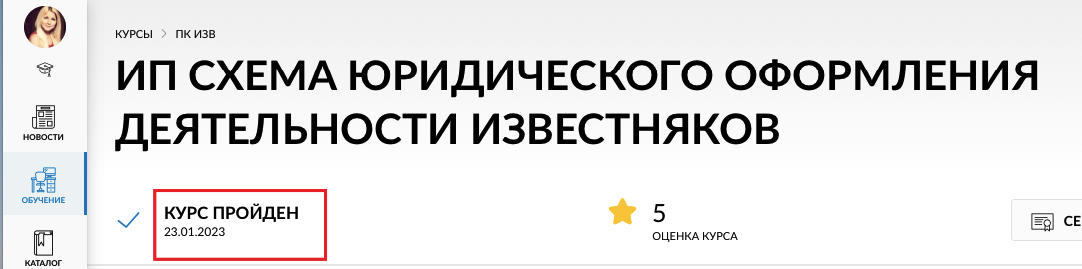 КУРСЫ > ПК ИЗВ
ИП СХЕМА ЮРИДИЧЕСКОГО ОФОРМЛЕНИЯ
ДЕЯТЕЛЬНОСТИ ИЗВЕСТНЯКОВ
НОВОСТИ
ОБУЧЕНИЕ
КАТАЛОГ
КУРС ПРОЙДЕН
23.01.2023
5
ОЦЕНКА КУРСА